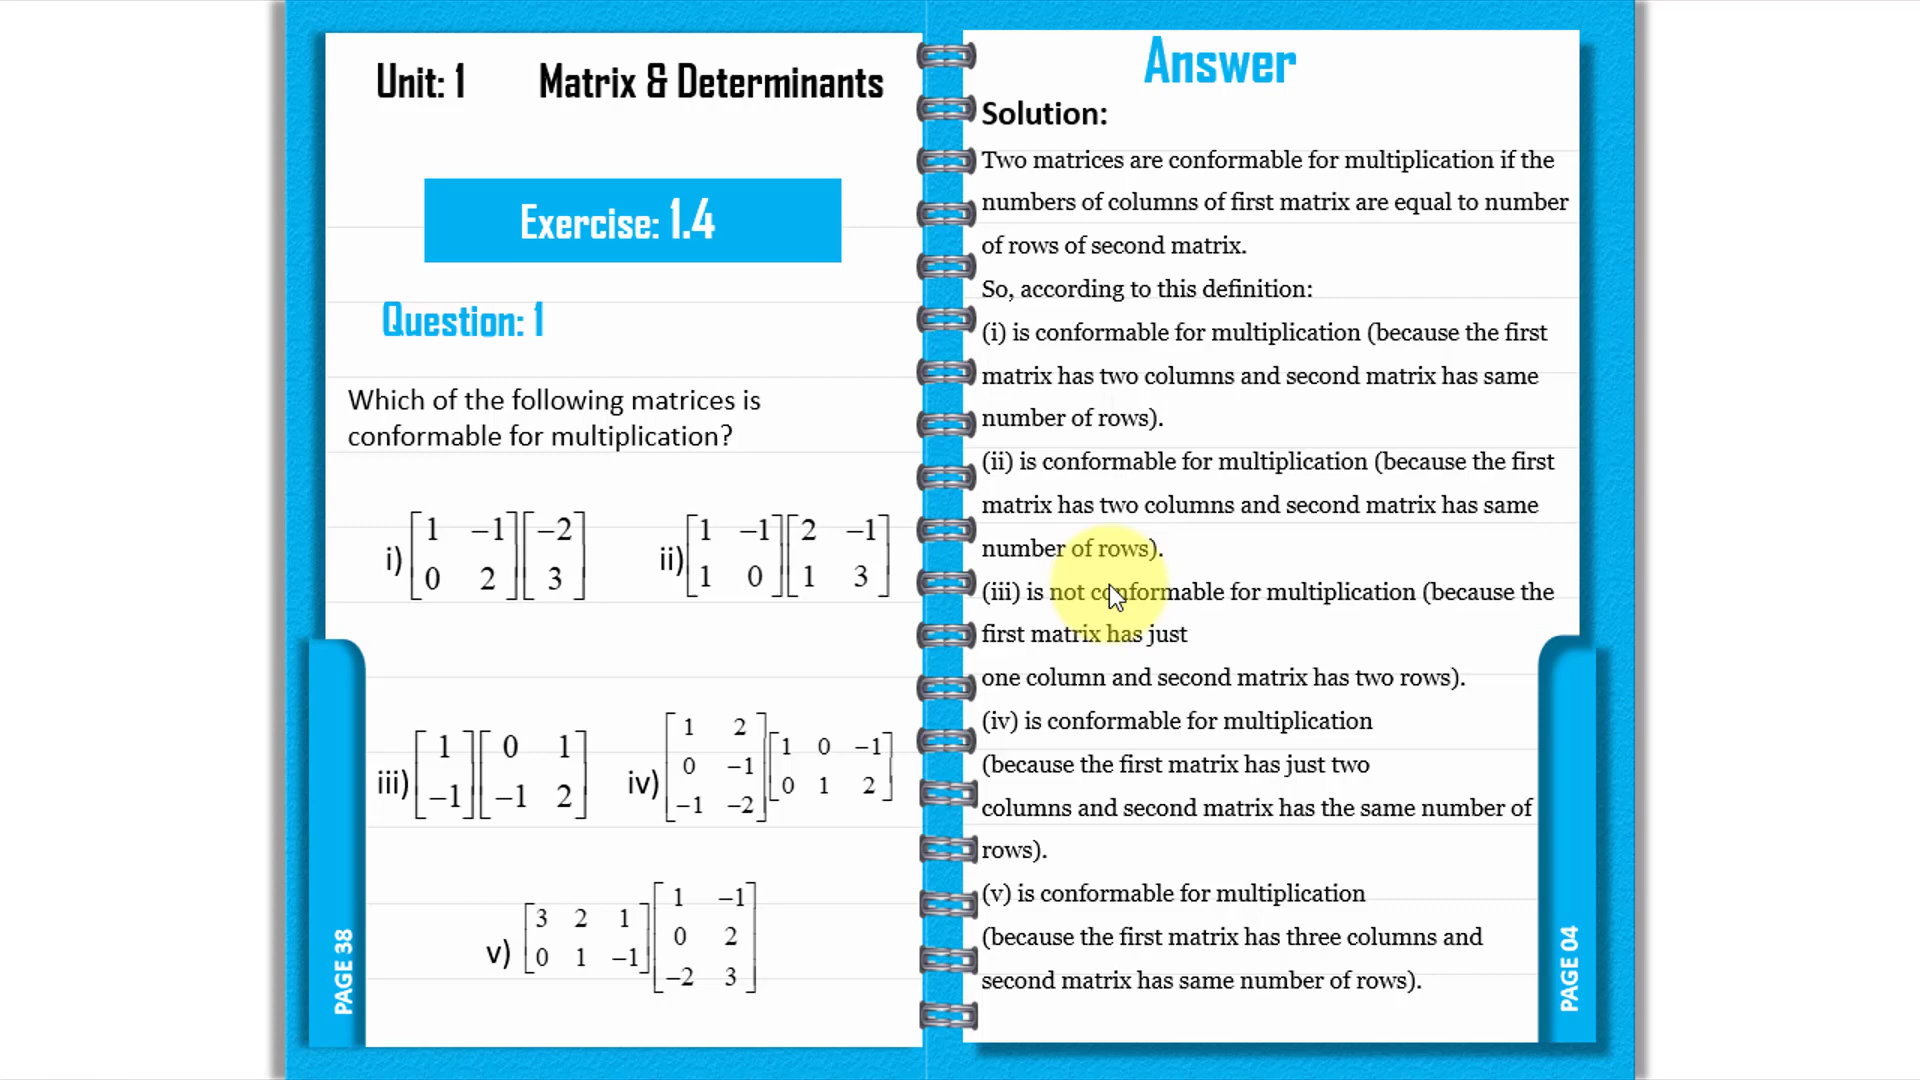 Unit: 1 Matrix & Determinants
Exercise: 1.4
Question: 1
Which of the following matrices is
conformable for multiplication?
i) [1 −1; 0 2] [−2; 3] ii) [1 −1; 1 0] [2 −1; 1 3]
iii) [1; −1] [0 1; −1 2] iv) [1 2; 0 −1; −1 −2] [1 0 −1; 0 1 2]
v) [3 2 1; 0 1 −1] [1 −1; 0 2; −2 3]
PAGE 38
Answer
Solution:
Two matrices are conformable for multiplication if the
numbers of columns of first matrix are equal to number
of rows of second matrix.
So, according to this definition:
(i) is conformable for multiplication (because the first
matrix has two columns and second matrix has same
number of rows).
(ii) is conformable for multiplication (because the first
matrix has two columns and second matrix has same
number of rows).
(iii) is not conformable for multiplication (because the
first matrix has just
one column and second matrix has two rows).
(iv) is conformable for multiplication
(because the first matrix has just two
columns and second matrix has the same number of
rows).
(v) is conformable for multiplication
(because the first matrix has three columns and
second matrix has same number of rows).
PAGE 04